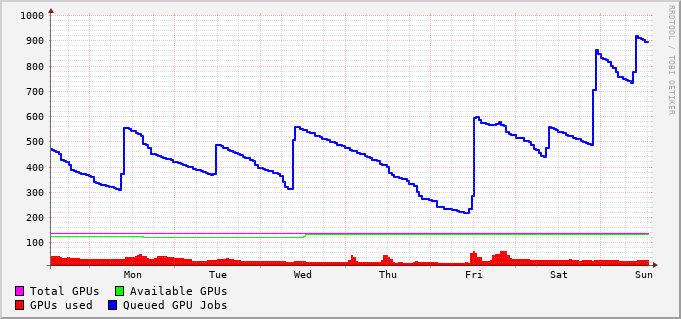 1000
900
800
700
600
500
400
300
200
100
Mon Tue Wed Thu Fri Sat Sun
Total GPUs Available GPUs
GPUs used Queued GPU Jobs
RRDTOOL / TOBI OETIKER